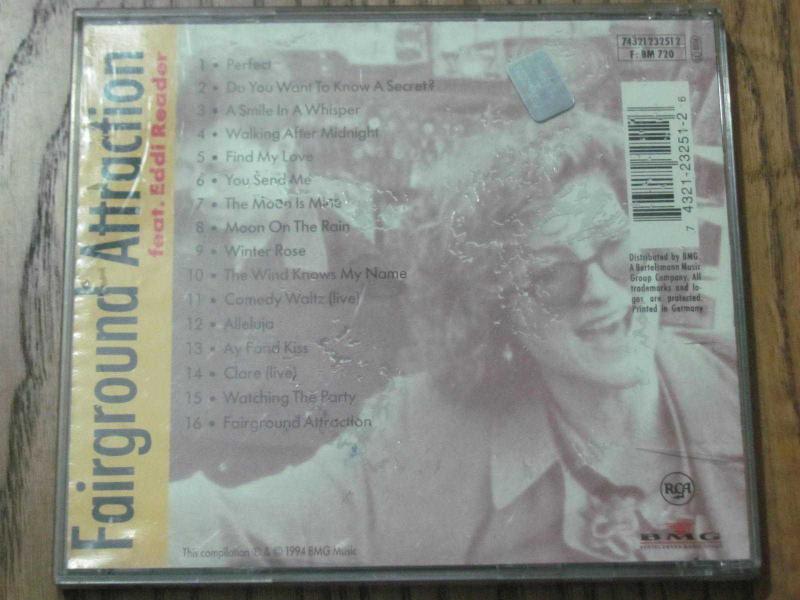 Fairground Attraction
feat. Eddi Reader
1 • Perfect
2 • Do You Want To Know A Secret?
3 • A Smile In A Whisper
4 • Walking After Midnight
5 • Find My Love
6 • You Send Me
7 • The Moon Is Mine
8 • Moon On The Rain
9 • Winter Rose
10 • The Wind Knows My Name
11 • Comedy Waltz (live)
12 • Alleluja
13 • Ay Fond Kiss
14 • Clare (live)
15 • Watching The Party
16 • Fairground Attraction
This compilation ℗ & © 1994 BMG Music
74321232512
F: BM 720
7 4321-23251-2 6
Distributed by BMG.
A Bertelsmann Music
Group Company. All
trademarks and lo-
gos are protected.
Printed in Germany
RCA
BMG